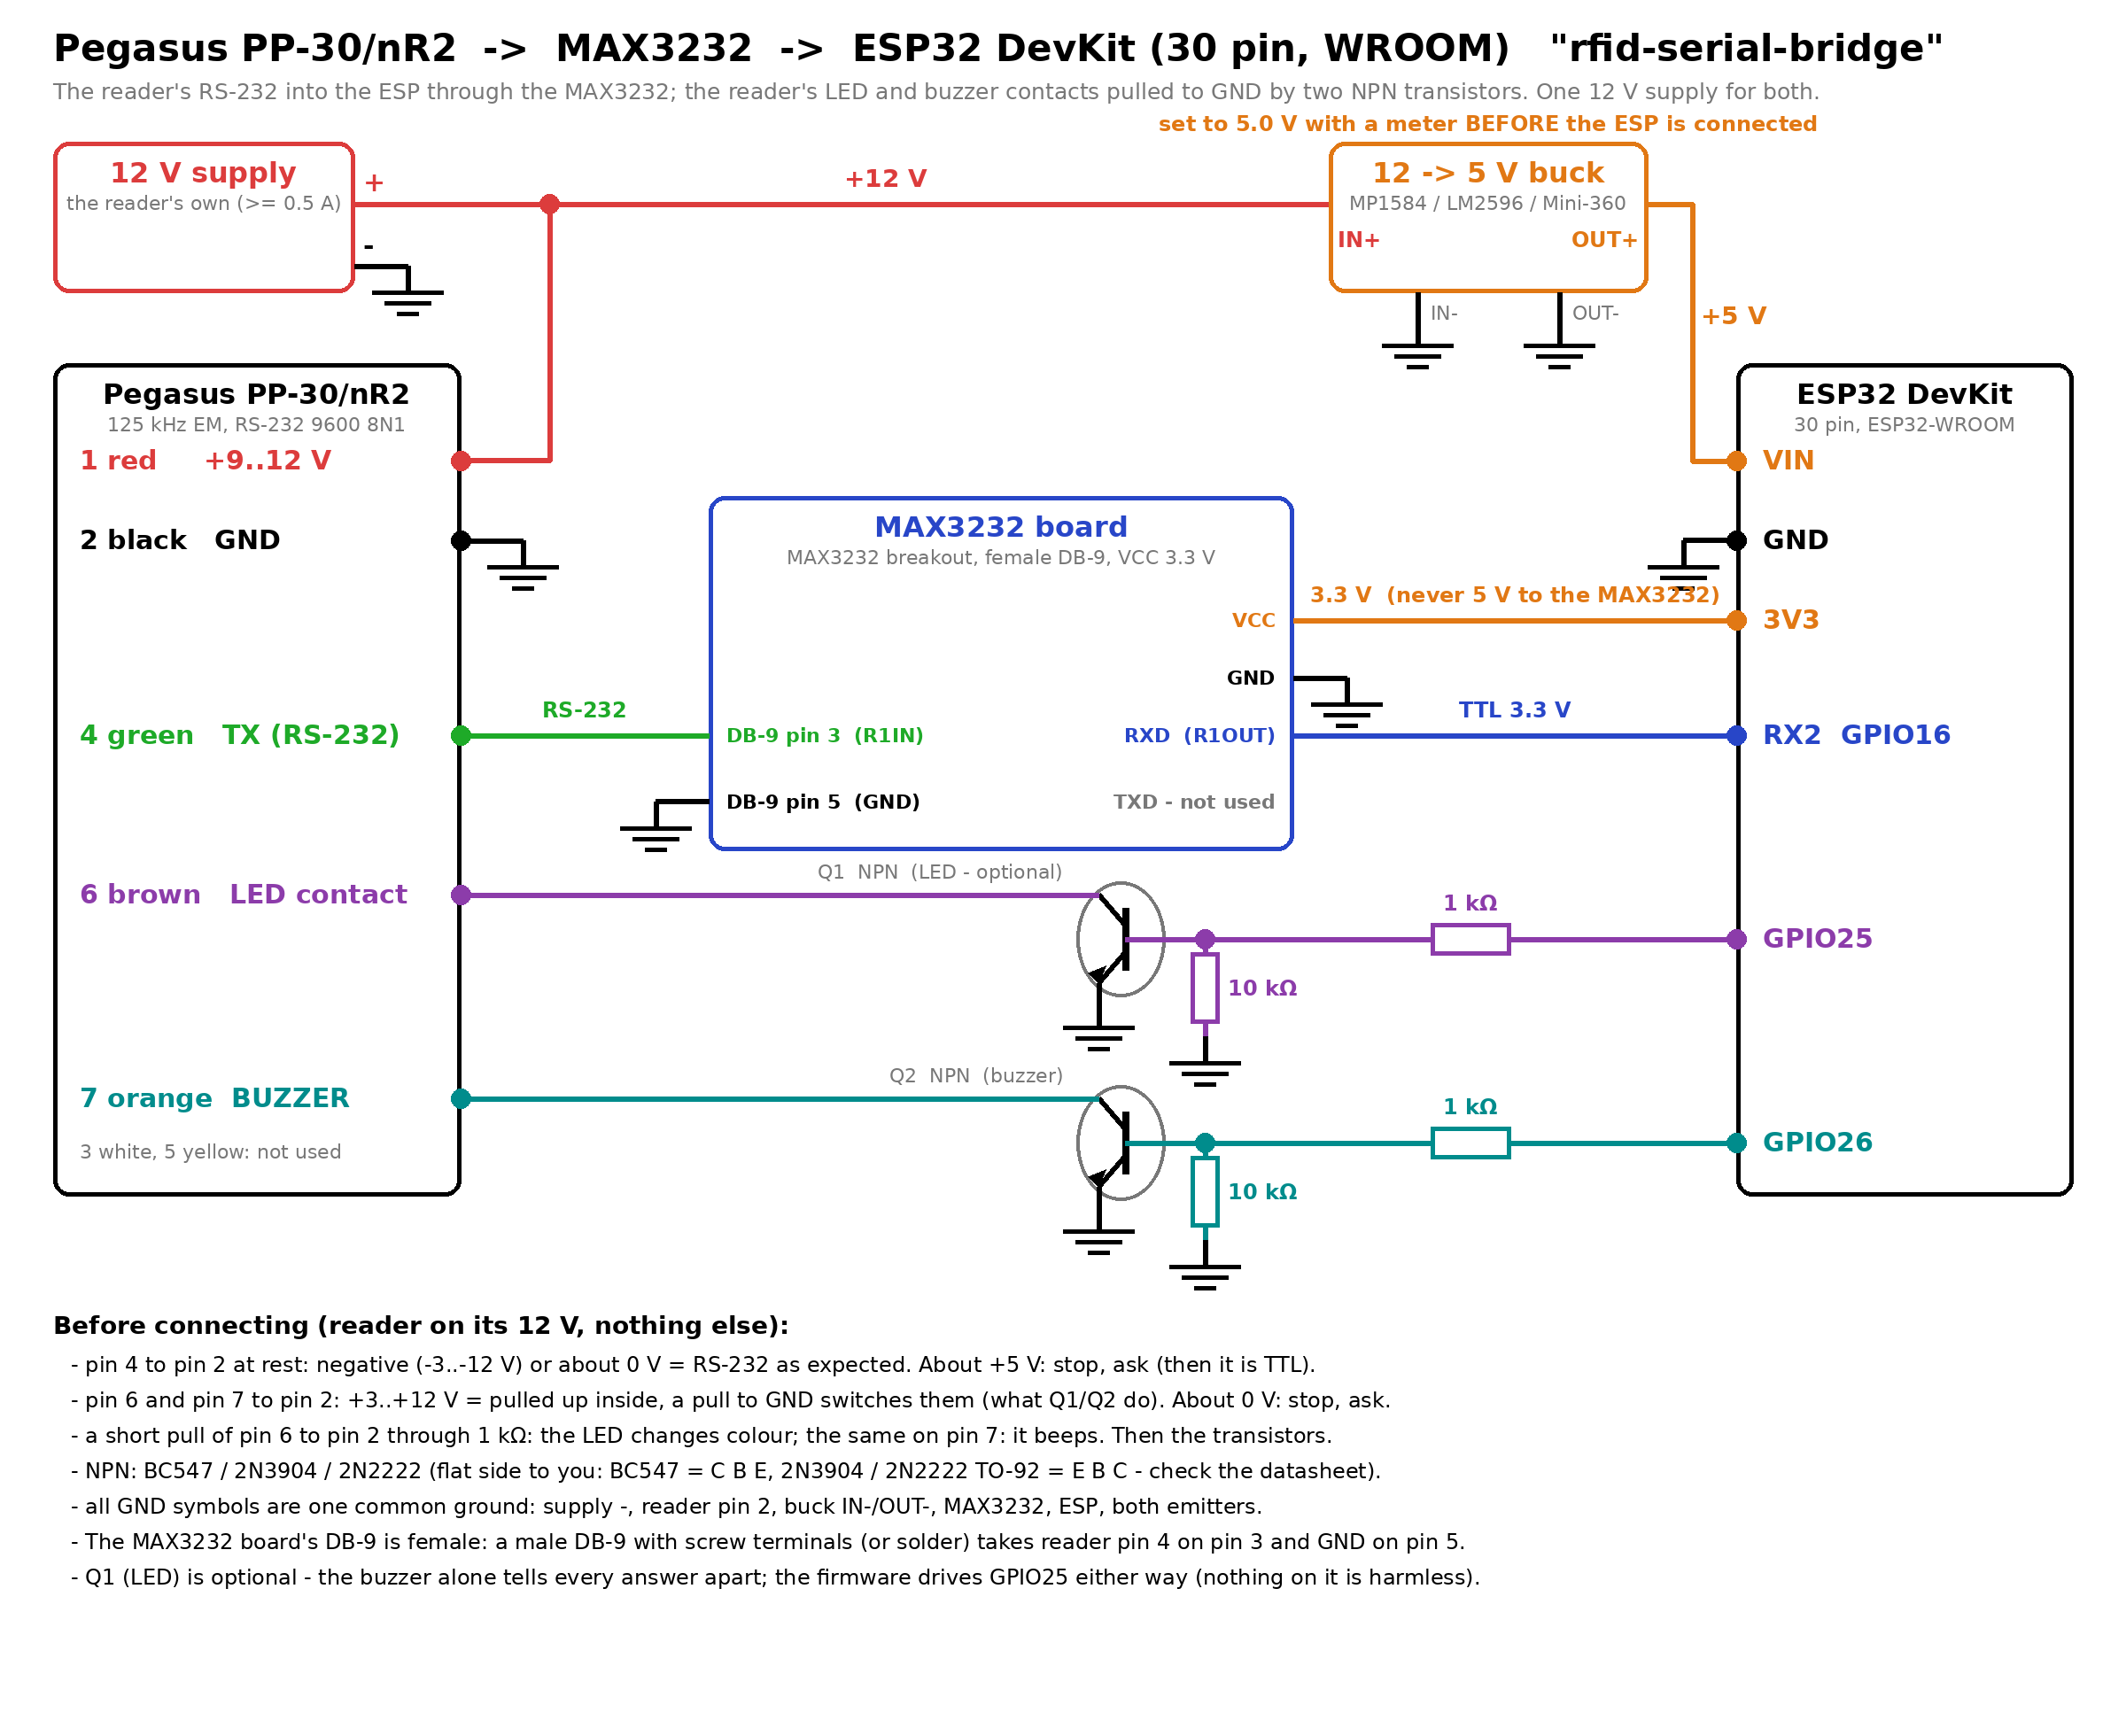 Pegasus PP-30/nR2 -> MAX3232 -> ESP32 DevKit (30 pin, WROOM) "rfid-serial-bridge"
The reader's RS-232 into the ESP through the MAX3232; the reader's LED and buzzer contacts pulled to GND by two NPN transistors. One 12 V supply for both.
set to 5.0 V with a meter BEFORE the ESP is connected
12 V supply
the reader's own (>= 0.5 A)
+
-
+12 V
12 -> 5 V buck
MP1584 / LM2596 / Mini-360
IN+
OUT+
IN-
OUT-
+5 V
Pegasus PP-30/nR2
125 kHz EM, RS-232 9600 8N1
1 red +9..12 V
2 black GND
4 green TX (RS-232)
6 brown LED contact
7 orange BUZZER
3 white, 5 yellow: not used
RS-232
MAX3232 board
MAX3232 breakout, female DB-9, VCC 3.3 V
VCC
GND
DB-9 pin 3 (R1IN)
RXD (R1OUT)
DB-9 pin 5 (GND)
TXD - not used
3.3 V (never 5 V to the MAX3232)
TTL 3.3 V
ESP32 DevKit
30 pin, ESP32-WROOM
VIN
GND
3V3
RX2 GPIO16
GPIO25
GPIO26
Q1 NPN (LED - optional)
1 kΩ
10 kΩ
Q2 NPN (buzzer)
1 kΩ
10 kΩ
Before connecting (reader on its 12 V, nothing else):
- pin 4 to pin 2 at rest: negative (-3..-12 V) or about 0 V = RS-232 as expected. About +5 V: stop, ask (then it is TTL).
- pin 6 and pin 7 to pin 2: +3..+12 V = pulled up inside, a pull to GND switches them (what Q1/Q2 do). About 0 V: stop, ask.
- a short pull of pin 6 to pin 2 through 1 kΩ: the LED changes colour; the same on pin 7: it beeps. Then the transistors.
- NPN: BC547 / 2N3904 / 2N2222 (flat side to you: BC547 = C B E, 2N3904 / 2N2222 TO-92 = E B C - check the datasheet).
- all GND symbols are one common ground: supply -, reader pin 2, buck IN-/OUT-, MAX3232, ESP, both emitters.
- The MAX3232 board's DB-9 is female: a male DB-9 with screw terminals (or solder) takes reader pin 4 on pin 3 and GND on pin 5.
- Q1 (LED) is optional - the buzzer alone tells every answer apart; the firmware drives GPIO25 either way (nothing on it is harmless).